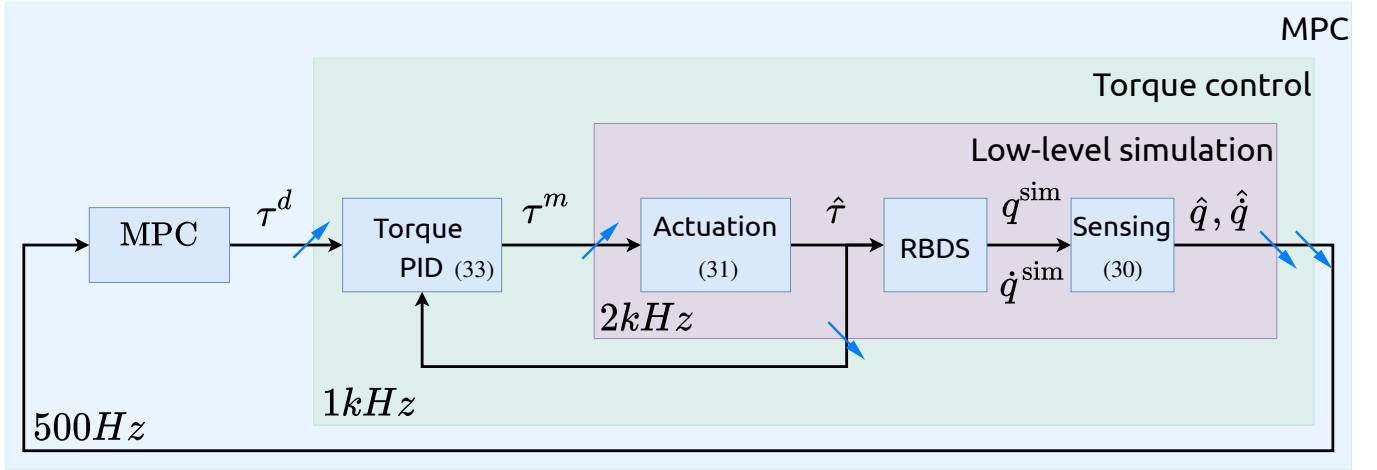 MPC
Torque control
Low-level simulation
MPC
τ^d
Torque
PID (33)
τ^m
Actuation
(31)
τ̂
RBDS
q^sim
q̇^sim
Sensing
(30)
q̂, q̇̂
2kHz
1kHz
500Hz